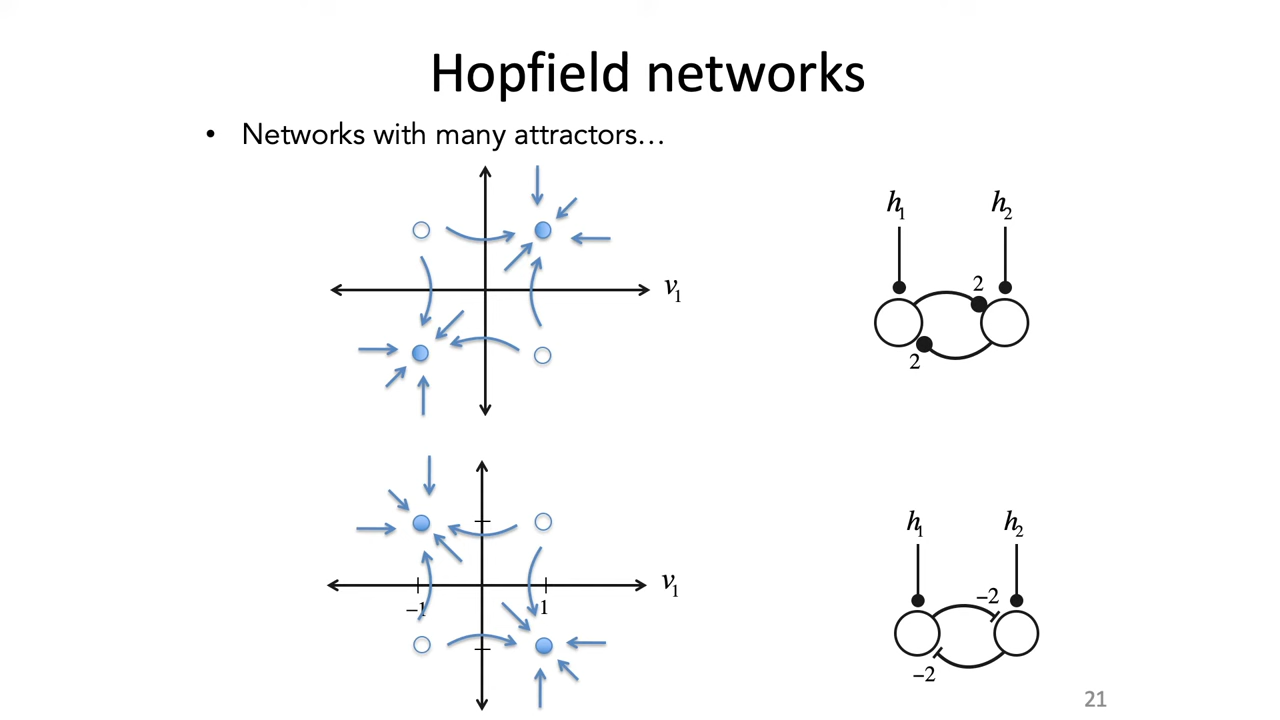 Hopfield networks
• Networks with many attractors…
h1 h2
v1
2
2
h1 h2
v1
−1 1
−2
−2
21